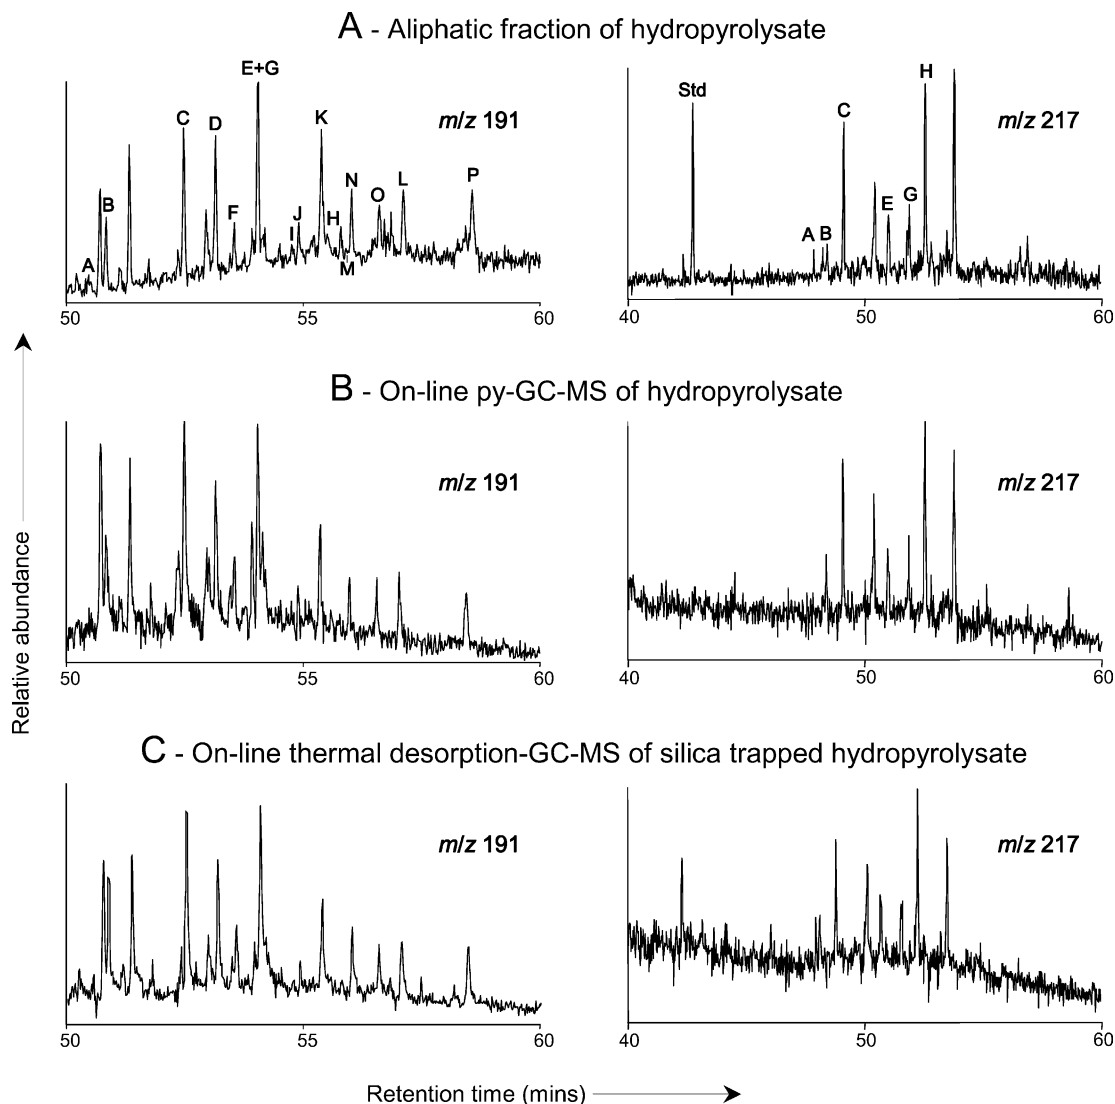 A - Aliphatic fraction of hydropyrolysate
E+G
C
D
B
A
F
I
J
K
H
M
N
O
L
P
m/z 191
50
55
60
Std
A
B
C
E
G
H
m/z 217
40
50
60
B - On-line py-GC-MS of hydropyrolysate
m/z 191
50
55
60
m/z 217
40
50
60
C - On-line thermal desorption-GC-MS of silica trapped hydropyrolysate
m/z 191
50
55
60
m/z 217
40
50
60
Relative abundance
Retention time (mins)